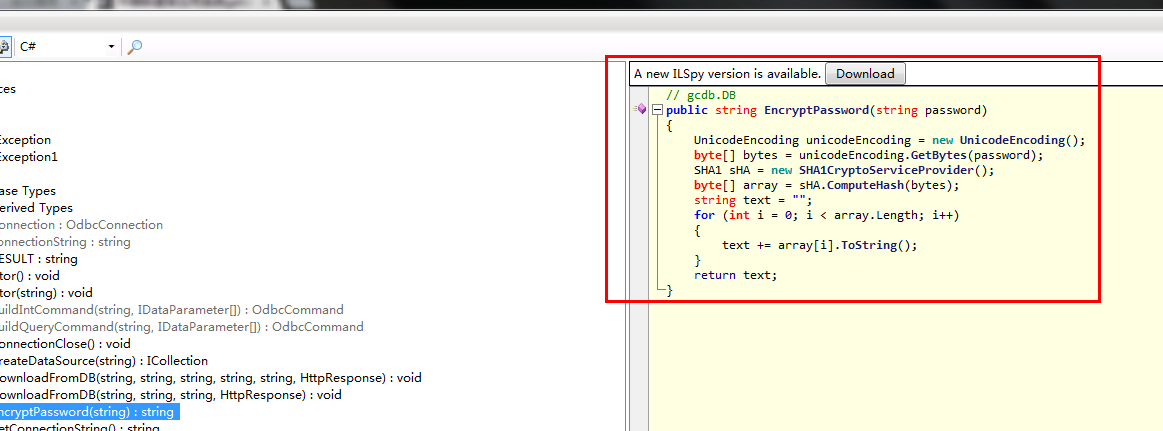 C#
ces
xception
xception1
ase Types
erived Types
onnection : OdbcConnection
onnectionString : string
ESULT : string
tor() : void
tor(string) : void
uildIntCommand(string, IDataParameter[]) : OdbcCommand
uildQueryCommand(string, IDataParameter[]) : OdbcCommand
onnectionClose() : void
reateDataSource(string) : ICollection
ownloadFromDB(string, string, string, string, string, HttpResponse) : void
ownloadFromDB(string, string, string, HttpResponse) : void
ncryptPassword(string) : string
etConnectionString() : string
A new ILSpy version is available. Download
// gcdb.DB
public string EncryptPassword(string password)
{
UnicodeEncoding unicodeEncoding = new UnicodeEncoding();
byte[] bytes = unicodeEncoding.GetBytes(password);
SHA1 sHA = new SHA1CryptoServiceProvider();
byte[] array = sHA.ComputeHash(bytes);
string text = "";
for (int i = 0; i < array.Length; i++)
{
text += array[i].ToString();
}
return text;
}